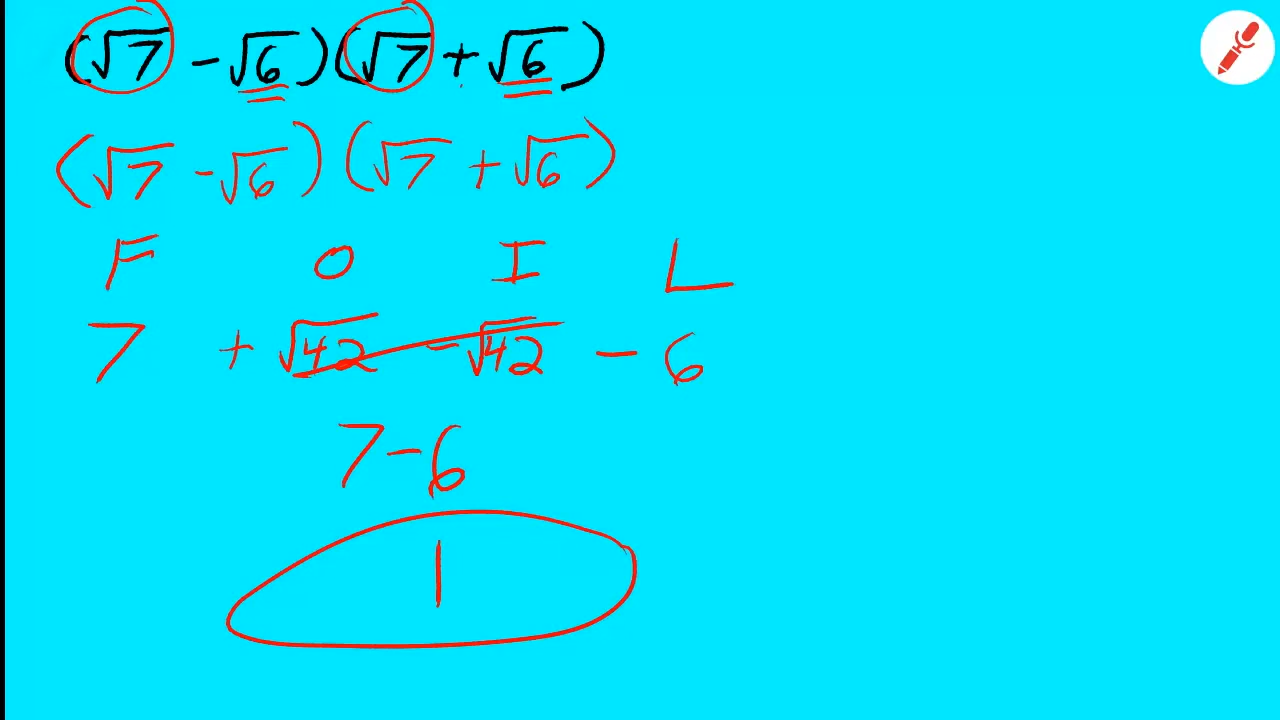 (√7 - √6)(√7 + √6)
(√7 - √6)(√7 + √6)
F O I L
7 + √42 - √42 - 6
7 - 6
1